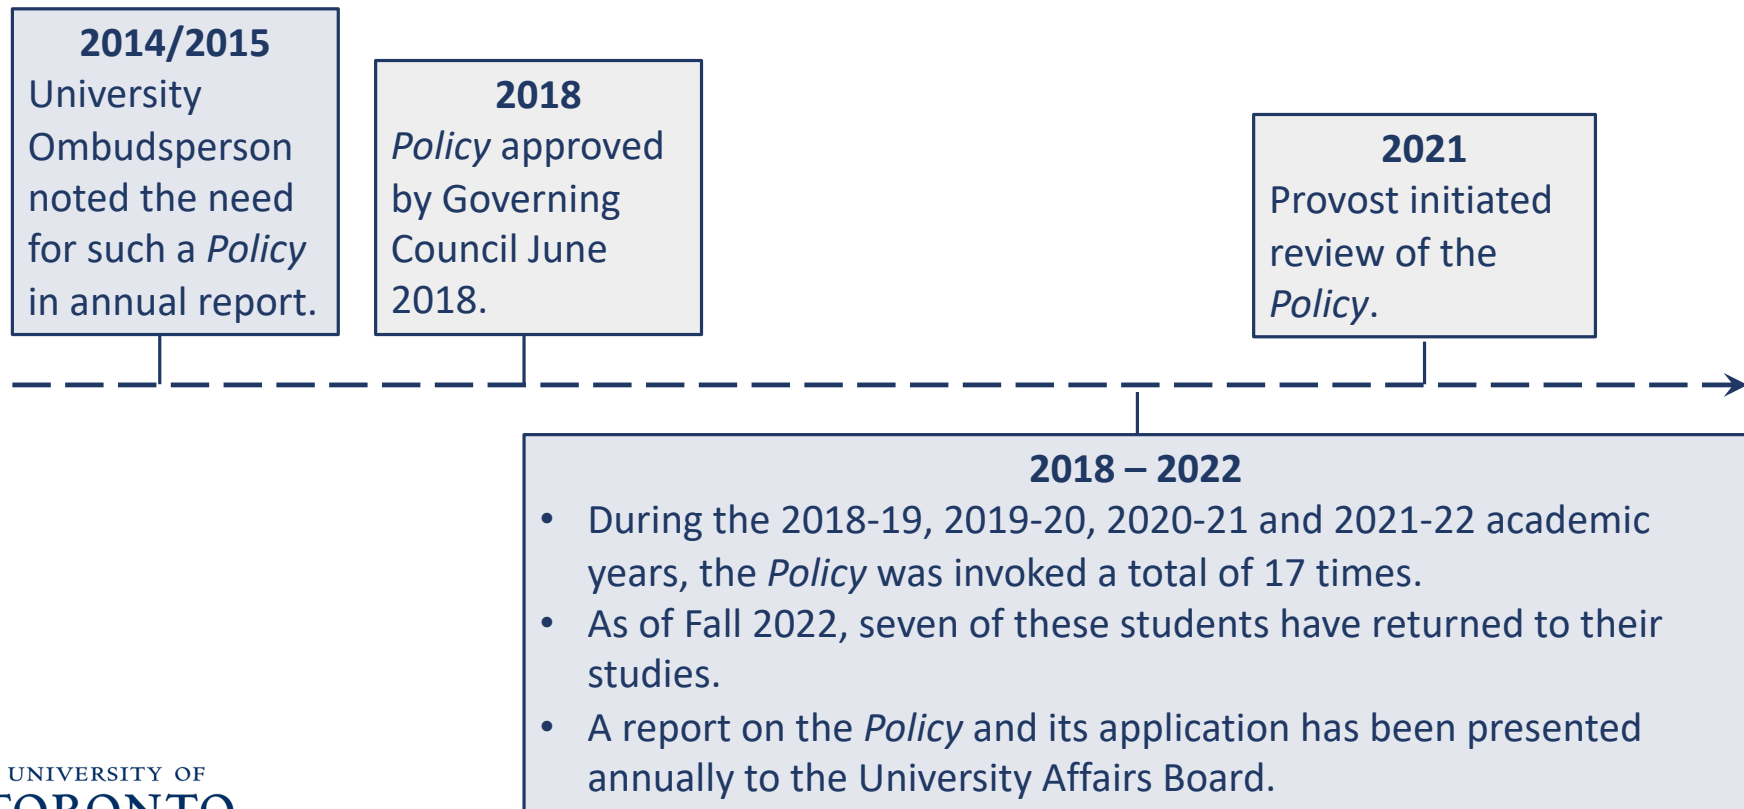 2014/2015
University
Ombudsperson
noted the need
for such a Policy
in annual report.
2018
Policy approved
by Governing
Council June
2018.
2021
Provost initiated
review of the
Policy.
2018 – 2022
• During the 2018-19, 2019-20, 2020-21 and 2021-22 academic
years, the Policy was invoked a total of 17 times.
• As of Fall 2022, seven of these students have returned to their
studies.
• A report on the Policy and its application has been presented
annually to the University Affairs Board.
UNIVERSITY OF
TORONTO